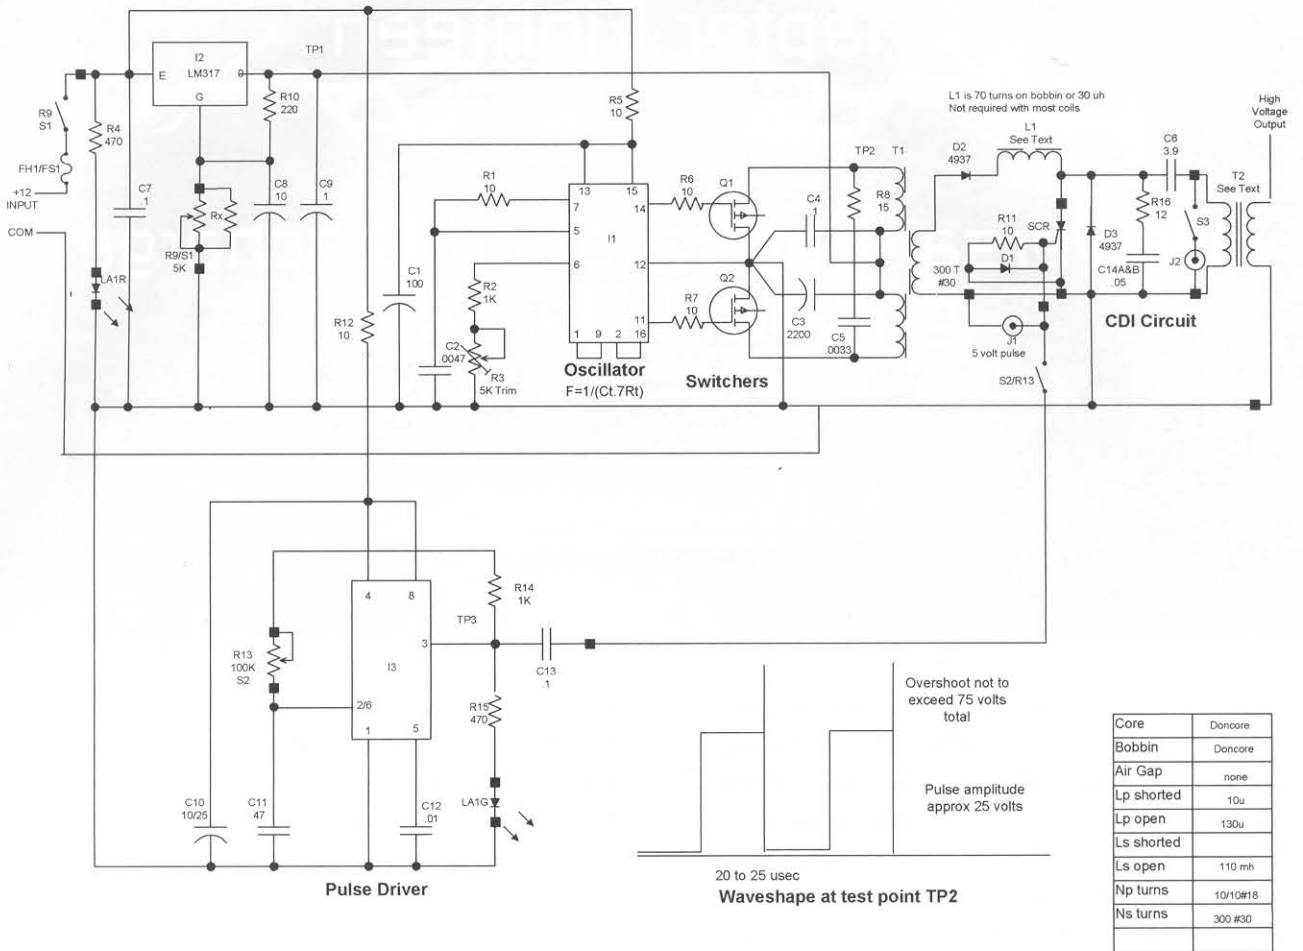 I2
LM317
E
9
G
TP1
R10
220
R9
S1
FH1/FS1
+12
INPUT
COM
R4
470
C7
.1
LA1R
R9/S1
5K
Rx
C8
10
C9
1
R12
10
C1
100
R1
10
R2
1K
C2
.0047
R3
5K Trim
R5
10
13
15
7
5
6
I1
14
12
11
1
9
2
16
Oscillator
F=1/(Ct.7Rt)
R6
10
R7
10
Q1
Q2
Switchers
C4
1
C3
2200
TP2
T1
R8
15
C5
.0033
L1 is 70 turns on bobbin or 30 uh
Not required with most coils
L1
See Text
D2
4937
300 T
#30
R11
10
D1
SCR
J1
5 volt pulse
S2/R13
D3
4937
R16
12
C14A&B
.05
C6
3.9
S3
J2
T2
See Text
High
Voltage
Output
CDI Circuit
4
8
3
I3
2/6
1
5
TP3
R14
1K
R13
100K
S2
R15
470
C13
.1
C10
10/25
C11
47
C12
.01
LA1G
Pulse Driver
Overshoot not to
exceed 75 volts
total
Pulse amplitude
approx 25 volts
20 to 25 usec
Waveshape at test point TP2
Core Doncore
Bobbin Doncore
Air Gap none
Lp shorted 10u
Lp open 130u
Ls shorted
Ls open 110 mh
Np turns 10/10#18
Ns turns 300 #30